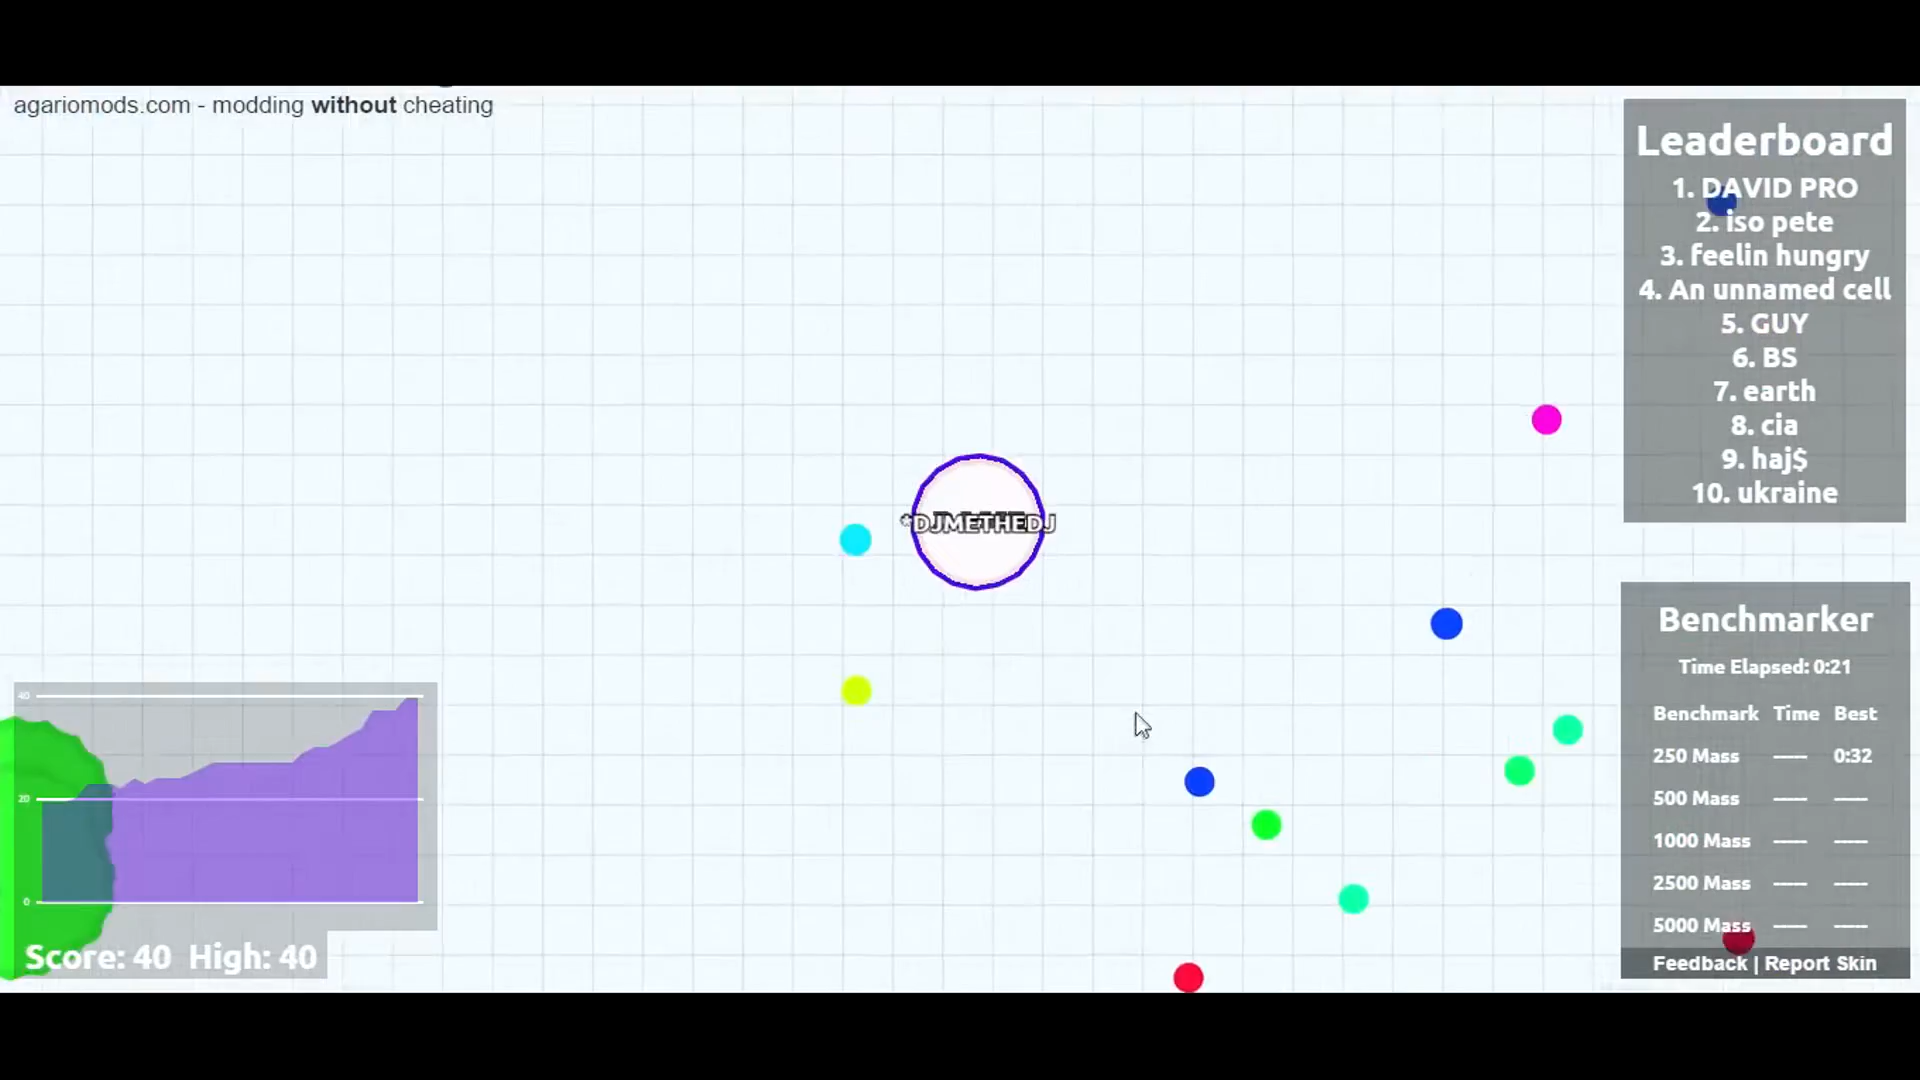 agariomods.com - modding without cheating
Leaderboard
1. DAVID PRO
2. iso pete
3. feelin hungry
4. An unnamed cell
5. GUY
6. BS
7. earth
8. cia
9. haj$
10. ukraine
*DJMETHEDJ
Benchmarker
Time Elapsed: 0:21
Benchmark Time Best
250 Mass —— 0:32
500 Mass —— ——
1000 Mass —— ——
2500 Mass —— ——
5000 Mass —— ——
Feedback | Report Skin
40
20
0
Score: 40 High: 40